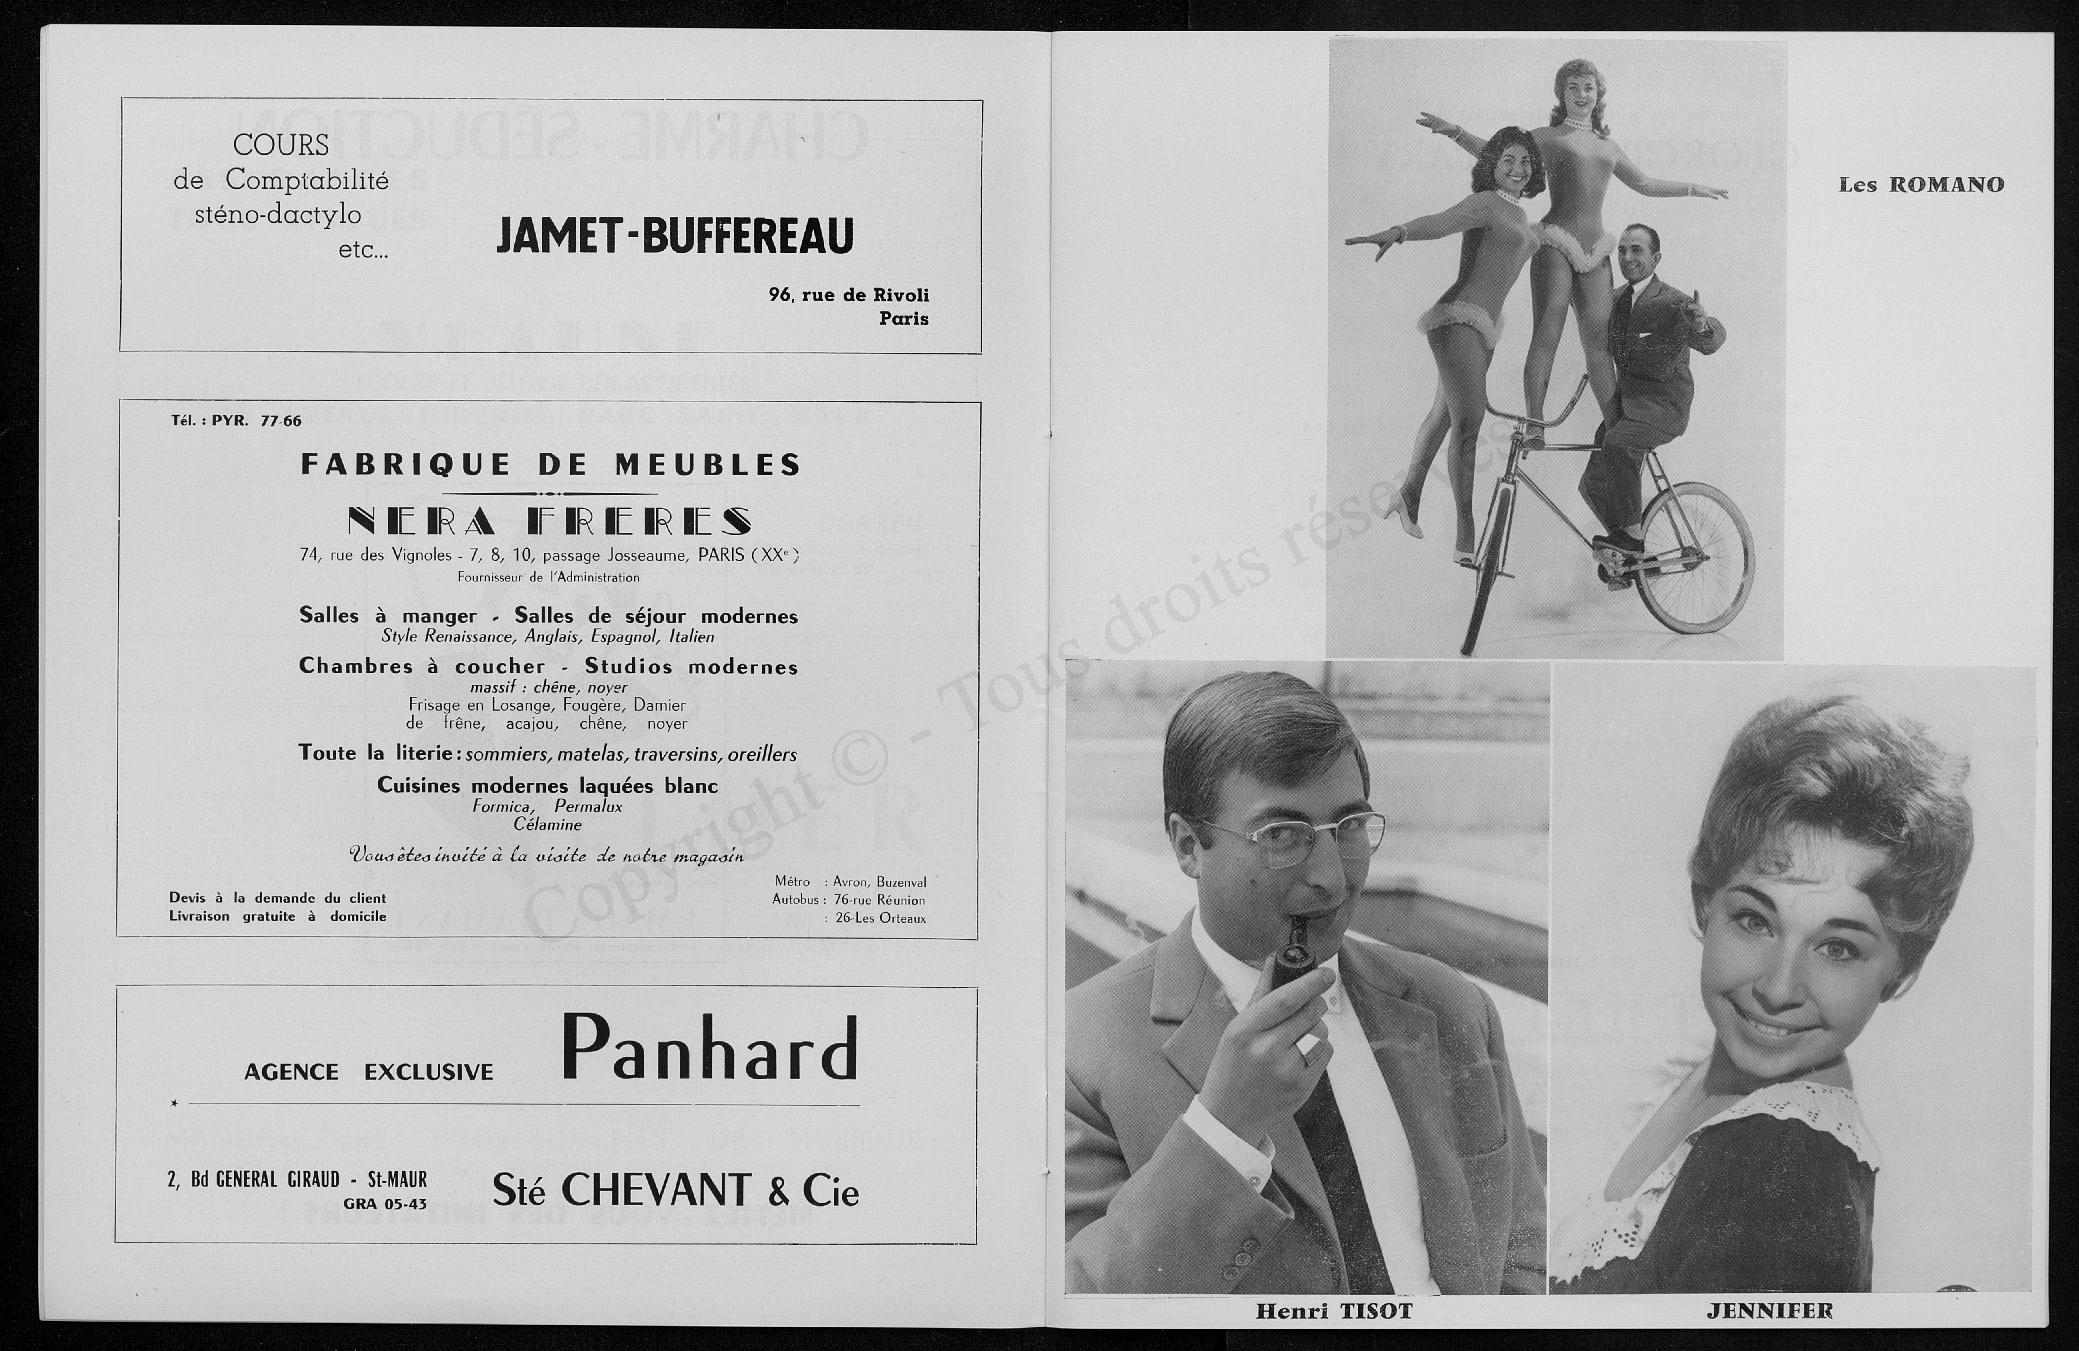 COURS
de Comptabilité
sténo-dactylo
etc...
JAMET-BUFFEREAU
96, rue de Rivoli
Paris
Tél. : PYR. 77-66
FABRIQUE DE MEUBLES
NERA FRERES
74, rue des Vignoles - 7, 8, 10, passage Josseaume, PARIS (XXe)
Fournisseur de l'Administration
Salles à manger - Salles de séjour modernes
Style Renaissance, Anglais, Espagnol, Italien
Chambres à coucher - Studios modernes
massif : chêne, noyer
Frisage en Losange, Fougère, Damier
de frêne, acajou, chêne, noyer
Toute la literie : sommiers, matelas, traversins, oreillers
Cuisines modernes laquées blanc
Formica, Permalux
Célamine
Vous êtes invité à la visite de notre magasin
Devis à la demande du client
Livraison gratuite à domicile
Métro : Avron, Buzenval
Autobus : 76-rue Réunion
: 26-Les Orteaux
AGENCE EXCLUSIVE Panhard
2, Bd GENERAL GIRAUD - St-MAUR
GRA 05-43
Sté CHEVANT & Cie
Les ROMANO
Henri TISOT
JENNIFER
Copyright © - Tous droits réservés